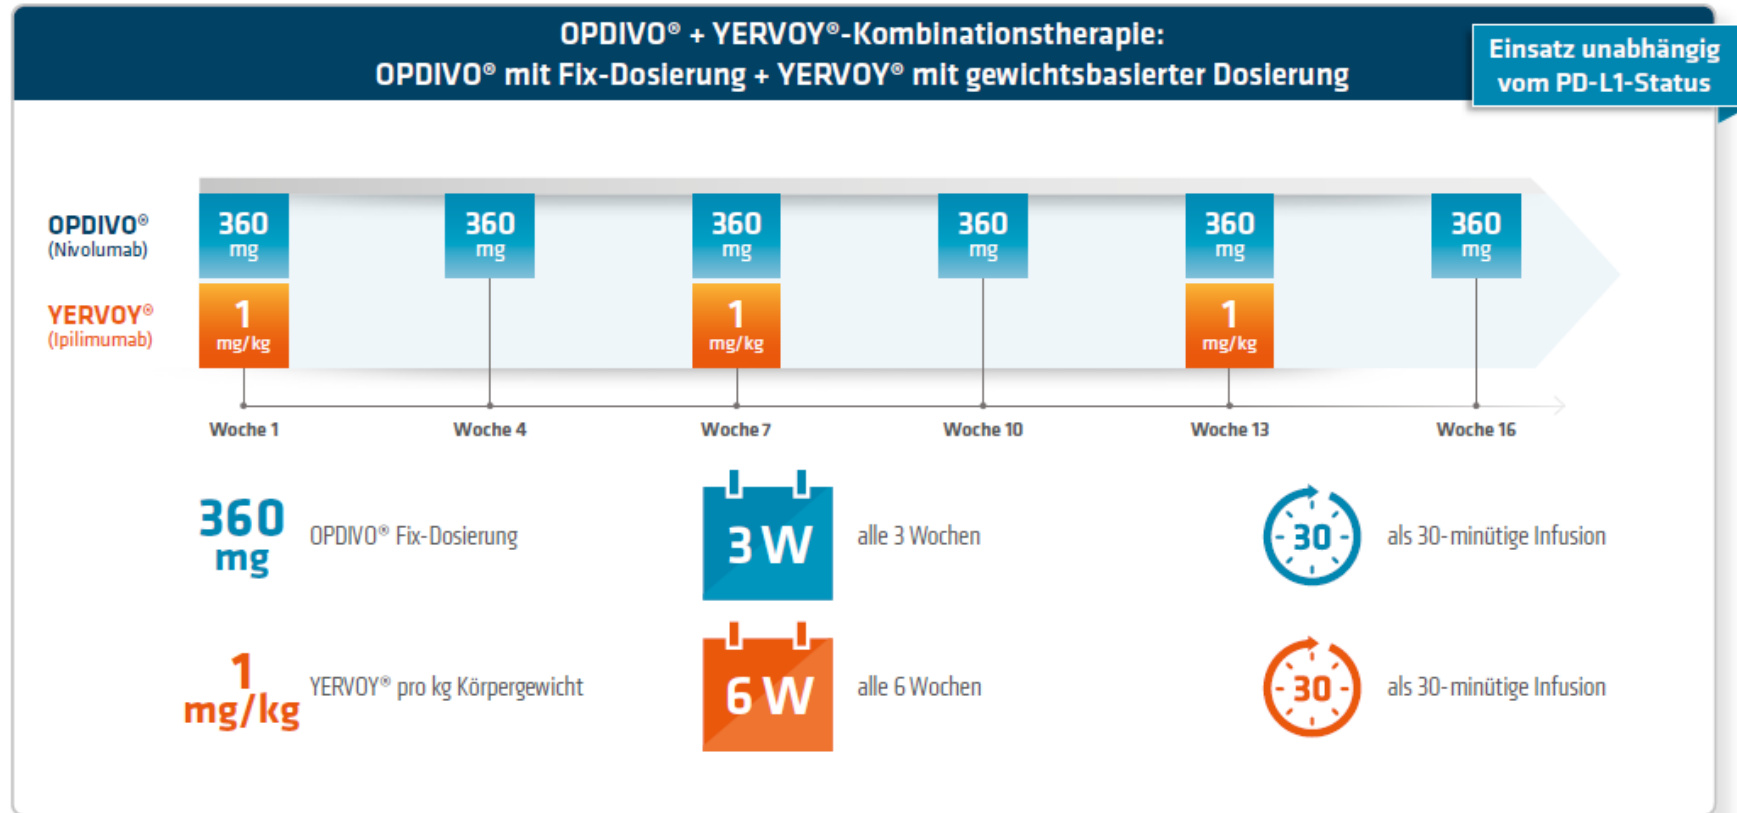 OPDIVO® + YERVOY®-Kombinationstherapie:
OPDIVO® mit Fix-Dosierung + YERVOY® mit gewichtsbasierter Dosierung
Einsatz unabhängig
vom PD-L1-Status
OPDIVO®
(Nivolumab)
360
mg
360
mg
360
mg
360
mg
360
mg
360
mg
YERVOY®
(Ipilimumab)
1
mg/kg
1
mg/kg
1
mg/kg
Woche 1
Woche 4
Woche 7
Woche 10
Woche 13
Woche 16
360
mg
OPDIVO® Fix-Dosierung
3 W
alle 3 Wochen
30
als 30-minütige Infusion
1
mg/kg
YERVOY® pro kg Körpergewicht
6 W
alle 6 Wochen
30
als 30-minütige Infusion